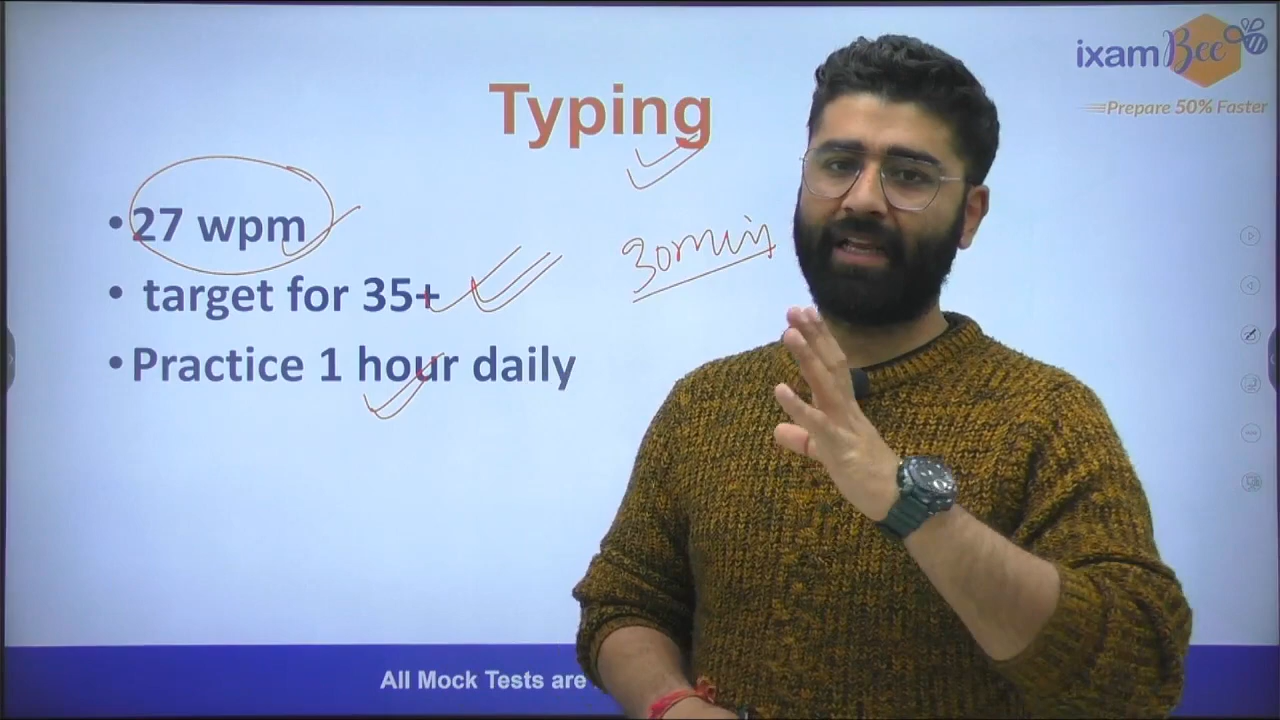 ixamBee
Prepare 50% Faster
Typing
•27 wpm
• target for 35+
•Practice 1 hour daily
30min
All Mock Tests are